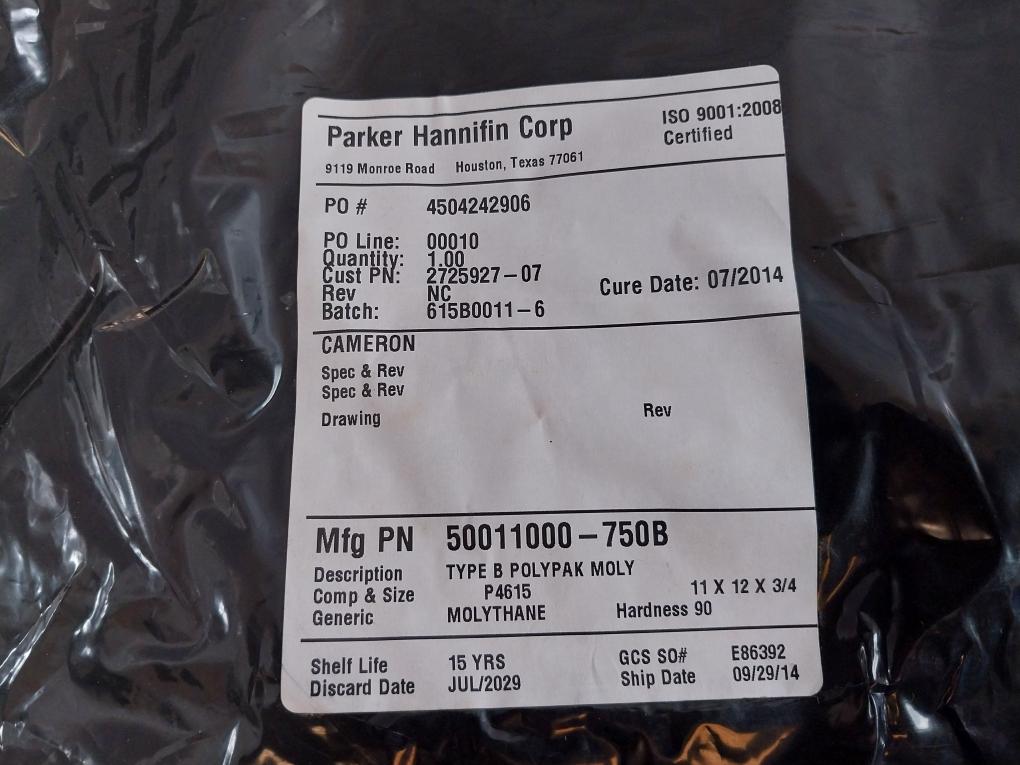 Parker Hannifin Corp
ISO 9001:2008
Certified
9119 Monroe Road Houston, Texas 77061
PO # 4504242906
PO Line: 00010
Quantity: 1.00
Cust PN: 2725927-07
Rev NC
Cure Date: 07/2014
Batch: 615B0011-6
CAMERON
Spec & Rev
Spec & Rev
Drawing Rev
Mfg PN 50011000-750B
Description TYPE B POLYPAK MOLY
Comp & Size P4615 11 X 12 X 3/4
Generic MOLYTHANE Hardness 90
Shelf Life 15 YRS GCS SO# E86392
Discard Date JUL/2029 Ship Date 09/29/14